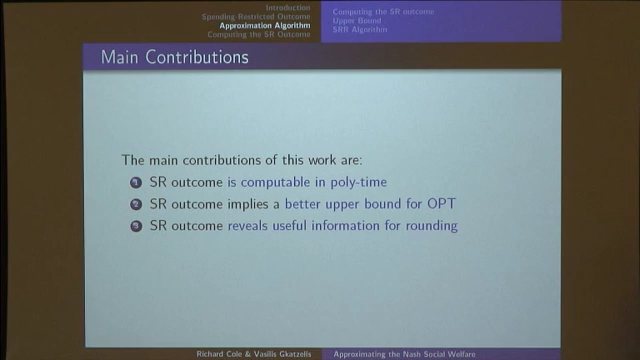 Introduction
Spending-Restricted Outcome
Approximation Algorithm
Computing the SR Outcome
Computing the SR outcome
Upper Bound
SRR Algorithm
Main Contributions
The main contributions of this work are:
1 SR outcome is computable in poly-time
2 SR outcome implies a better upper bound for OPT
3 SR outcome reveals useful information for rounding
Richard Cole & Vasilis Gkatzelis Approximating the Nash Social Welfare